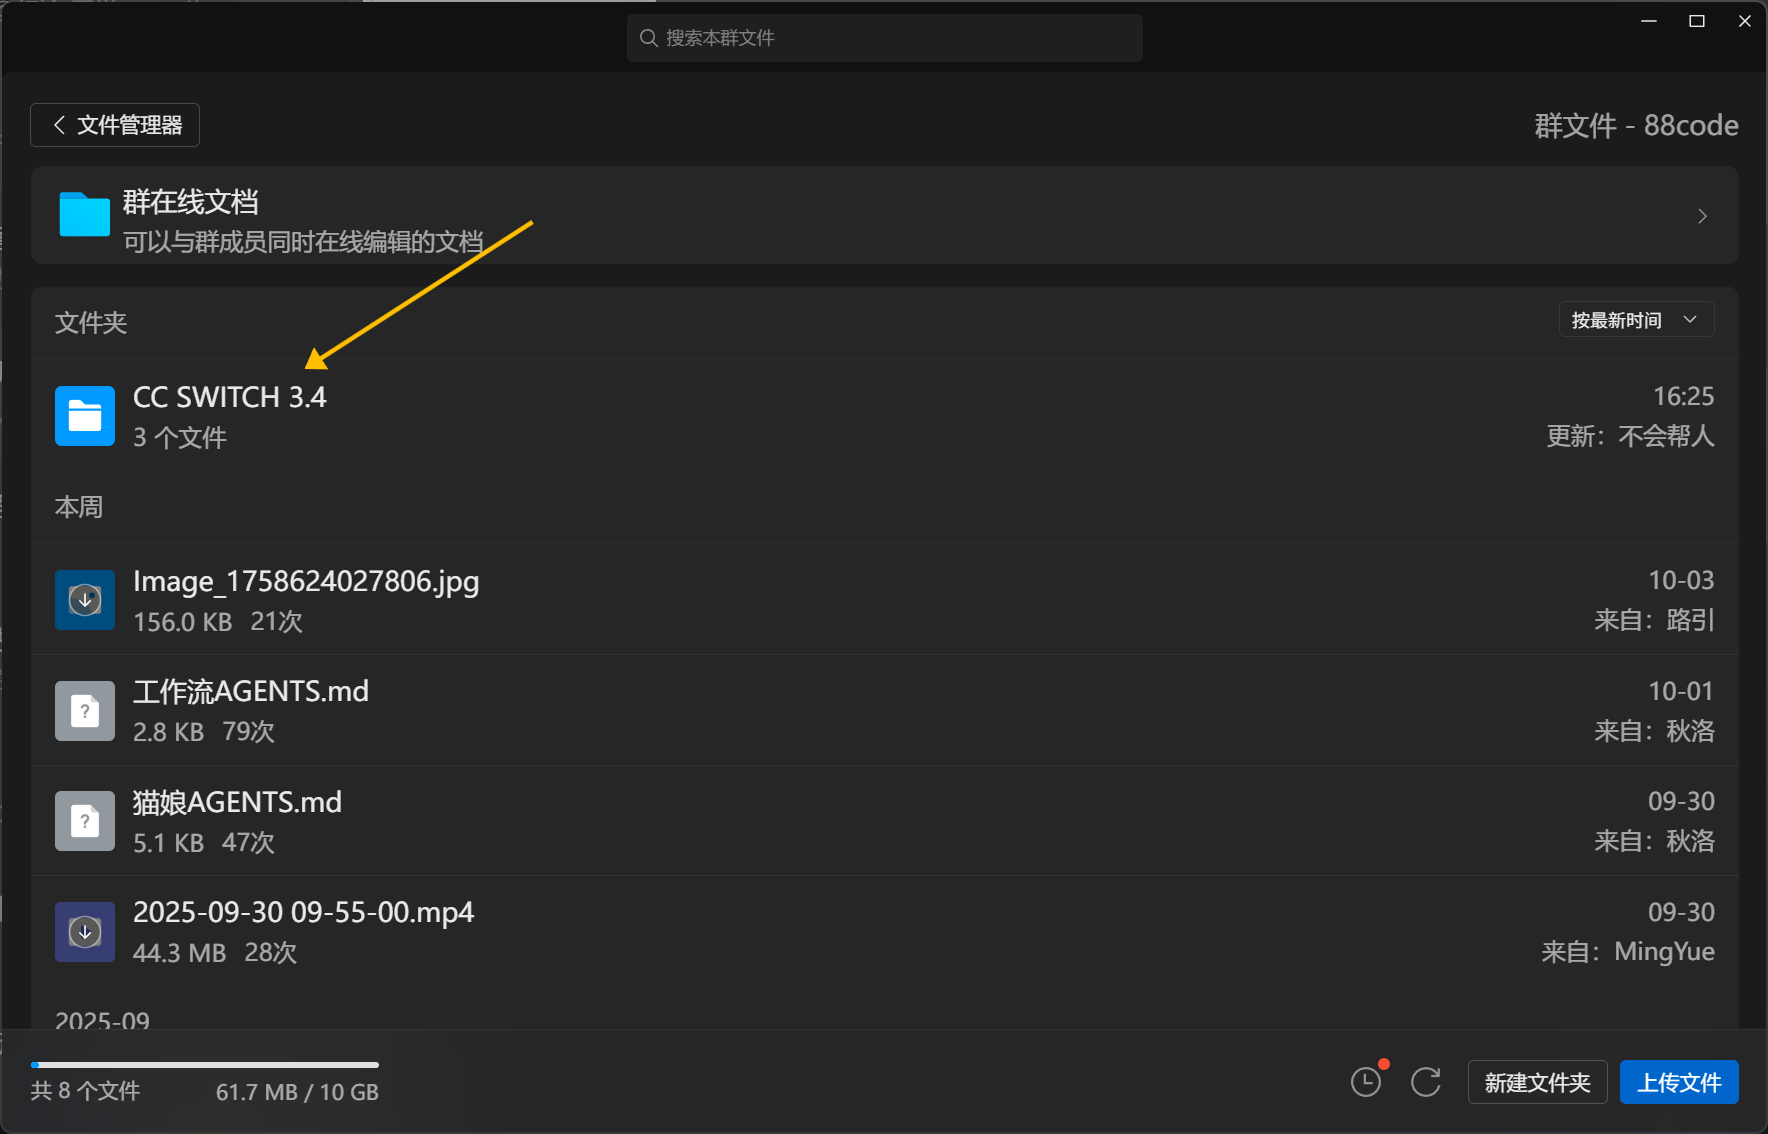 搜索本群文件
文件管理器
群文件 - 88code
群在线文档
可以与群成员同时在线编辑的文档
文件夹
按最新时间
CC SWITCH 3.4
16:25
3 个文件
更新：不会帮人
本周
Image_1758624027806.jpg
10-03
156.0 KB 21次
来自：路引
工作流AGENTS.md
10-01
2.8 KB 79次
来自：秋洛
猫娘AGENTS.md
09-30
5.1 KB 47次
来自：秋洛
2025-09-30 09-55-00.mp4
09-30
44.3 MB 28次
来自：MingYue
2025-09
共 8 个文件
61.7 MB / 10 GB
新建文件夹
上传文件